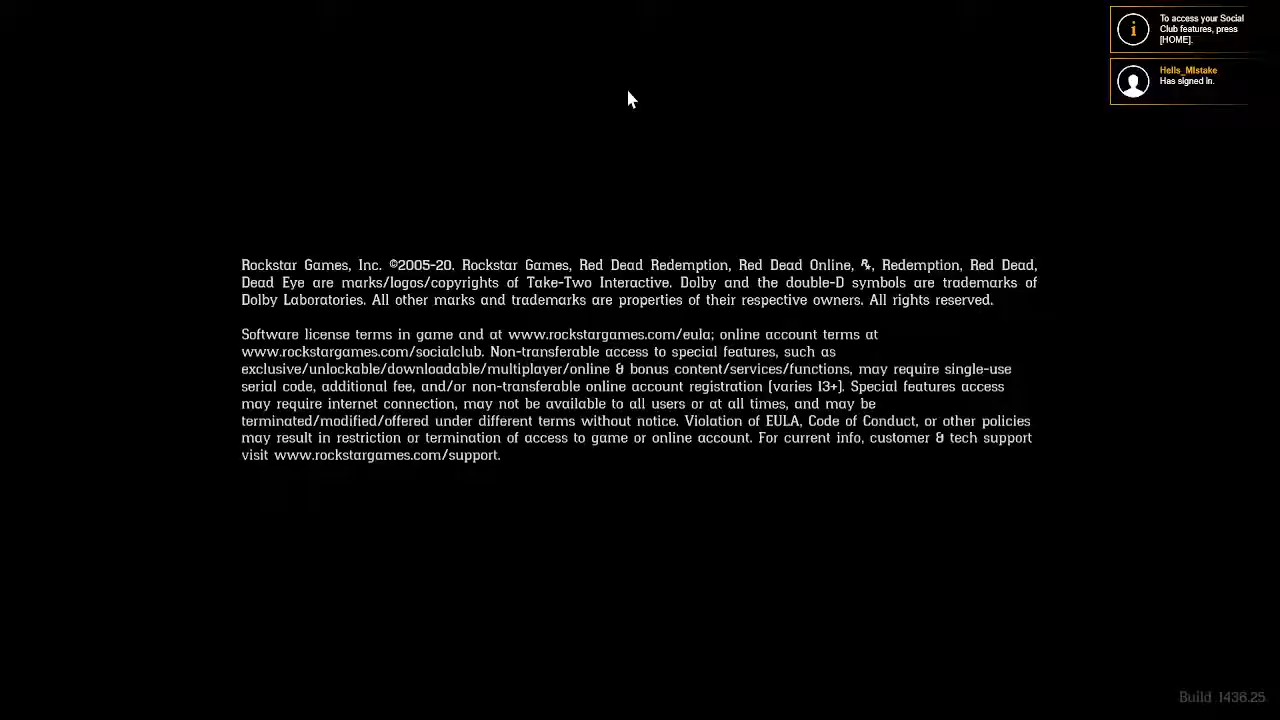 To access your Social
Club features, press
[HOME].
Hells_Mistake
Has signed in.
Rockstar Games, Inc. ©2005-20. Rockstar Games, Red Dead Redemption, Red Dead Online, R★, Redemption, Red Dead,
Dead Eye are marks/logos/copyrights of Take-Two Interactive. Dolby and the double-D symbols are trademarks of
Dolby Laboratories. All other marks and trademarks are properties of their respective owners. All rights reserved.
Software license terms in game and at www.rockstargames.com/eula; online account terms at
www.rockstargames.com/socialclub. Non-transferable access to special features, such as
exclusive/unlockable/downloadable/multiplayer/online & bonus content/services/functions, may require single-use
serial code, additional fee, and/or non-transferable online account registration (varies 13+). Special features access
may require internet connection, may not be available to all users or at all times, and may be
terminated/modified/offered under different terms without notice. Violation of EULA, Code of Conduct, or other policies
may result in restriction or termination of access to game or online account. For current info, customer & tech support
visit www.rockstargames.com/support.
Build 1436.25